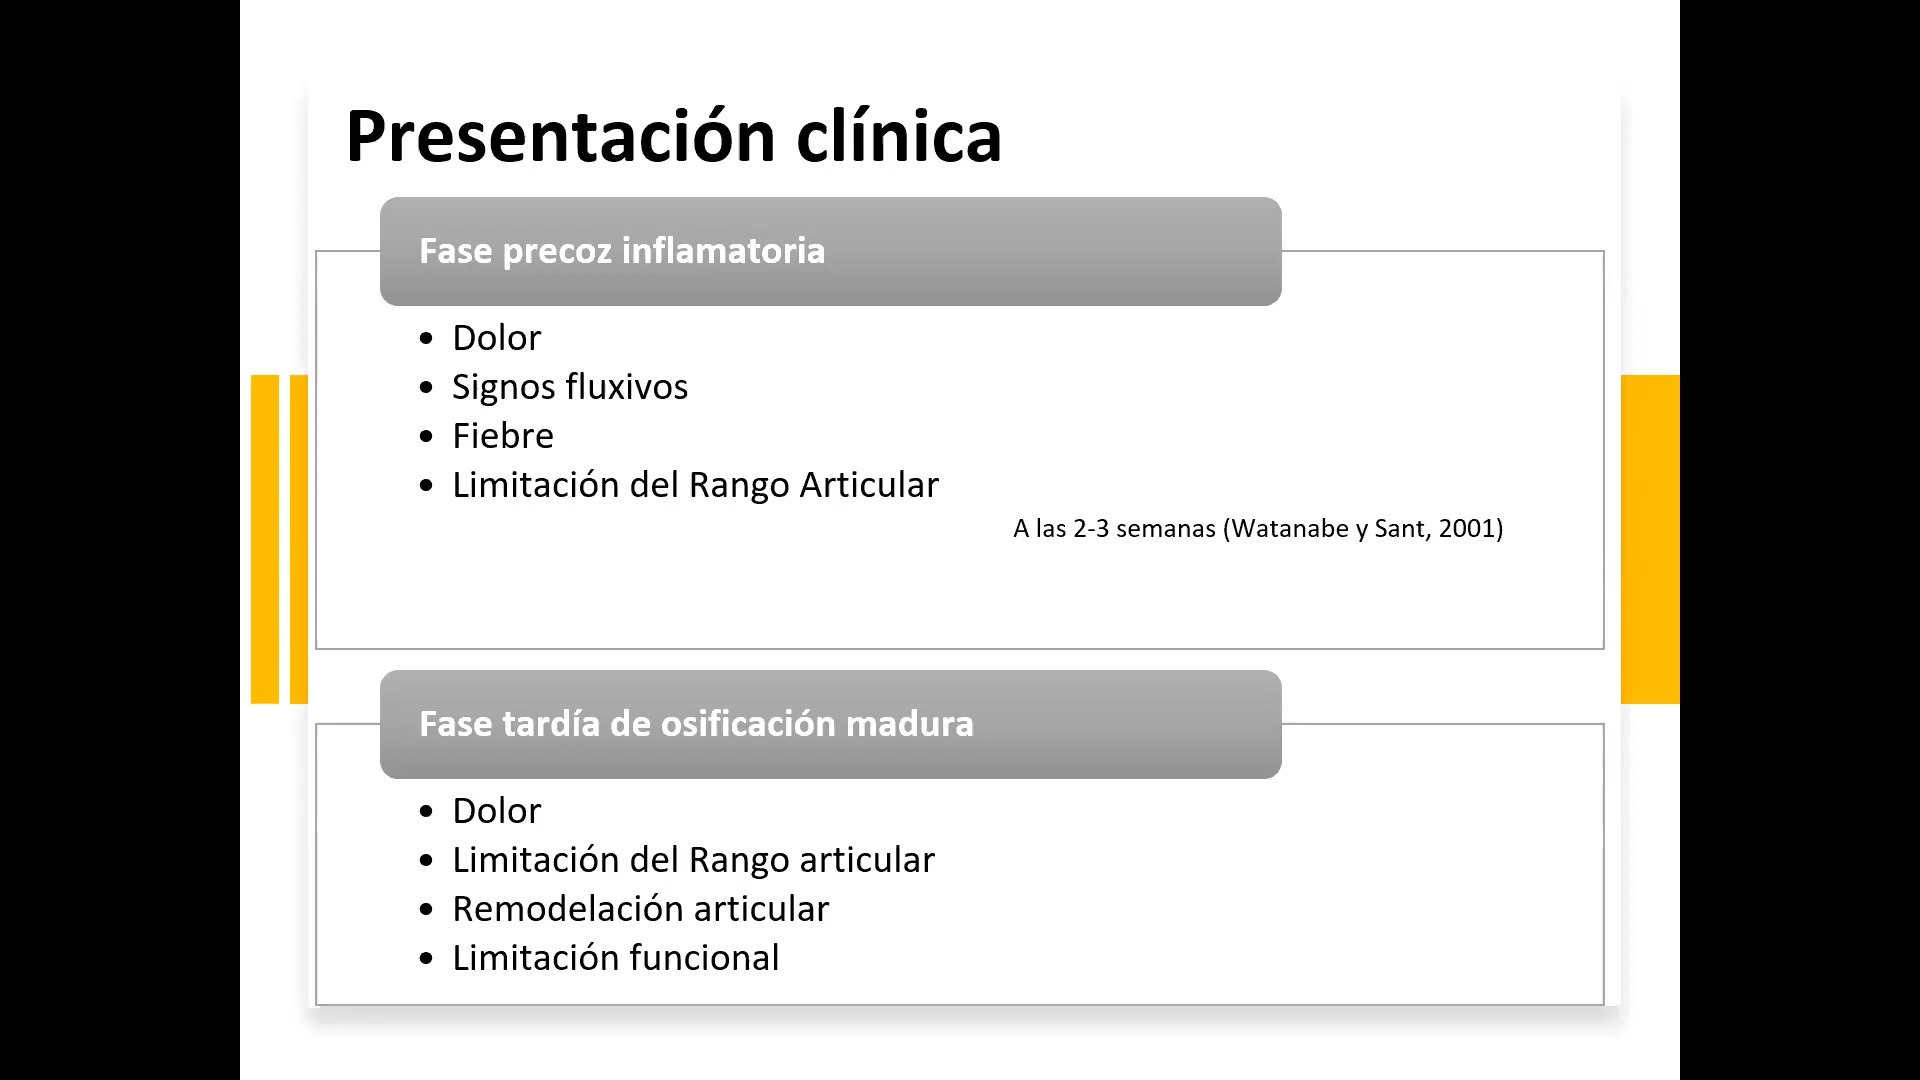 Presentación clínica
Fase precoz inflamatoria
• Dolor
• Signos fluxivos
• Fiebre
• Limitación del Rango Articular
A las 2-3 semanas (Watanabe y Sant, 2001)
Fase tardía de osificación madura
• Dolor
• Limitación del Rango articular
• Remodelación articular
• Limitación funcional